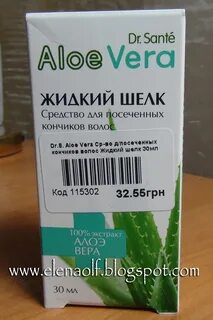 Dr. Santé
Aloe Vera
ЖИДКИЙ ШЕЛК
Средство для посеченных
кончиков волос
Dr.S. Aloe Vera Ср-во д/посеченных
кончиков волос Жидкий шелк 30мл
Код 115302
32.55грн
100% экстракт
АЛОЭ
ВЕРА
www.elenaolf.blogspot.com
30 мл